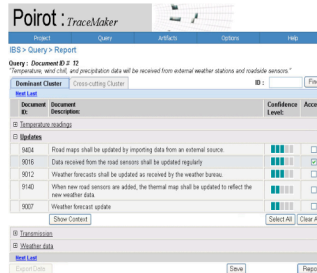 Poirot : TraceMaker
Project Query Artifacts Options Help
IBS > Query > Report
Query : Document ID # 12
"Temperature, wind chill, and precipitation data will be received from external weather stations and roadside sensors."
Dominant Cluster Cross-cutting Cluster ID :
Next Last
Document ID: Document Description: Confidence Level:
Temperature readings
Updates
9404 Road maps shall be updated by importing data from an external source.
9016 Data received from the road sensors shall be updated regularly
9012 Weather forecasts shall be updated as received by the weather bureau.
9140 When new road sensors are added, the thermal map shall be updated to reflect the
new weather data.
9007 Weather forecast update
Show Context Select All Clear A
Transmission
Weather data
Next Last
Export Data Save Repo